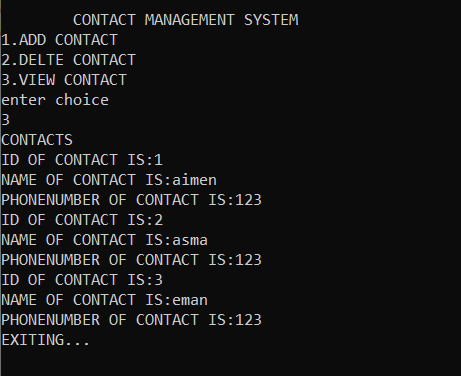 CONTACT MANAGEMENT SYSTEM
1.ADD CONTACT
2.DELTE CONTACT
3.VIEW CONTACT
enter choice
3
CONTACTS
ID OF CONTACT IS:1
NAME OF CONTACT IS:aimen
PHONENUMBER OF CONTACT IS:123
ID OF CONTACT IS:2
NAME OF CONTACT IS:asma
PHONENUMBER OF CONTACT IS:123
ID OF CONTACT IS:3
NAME OF CONTACT IS:eman
PHONENUMBER OF CONTACT IS:123
EXITING...